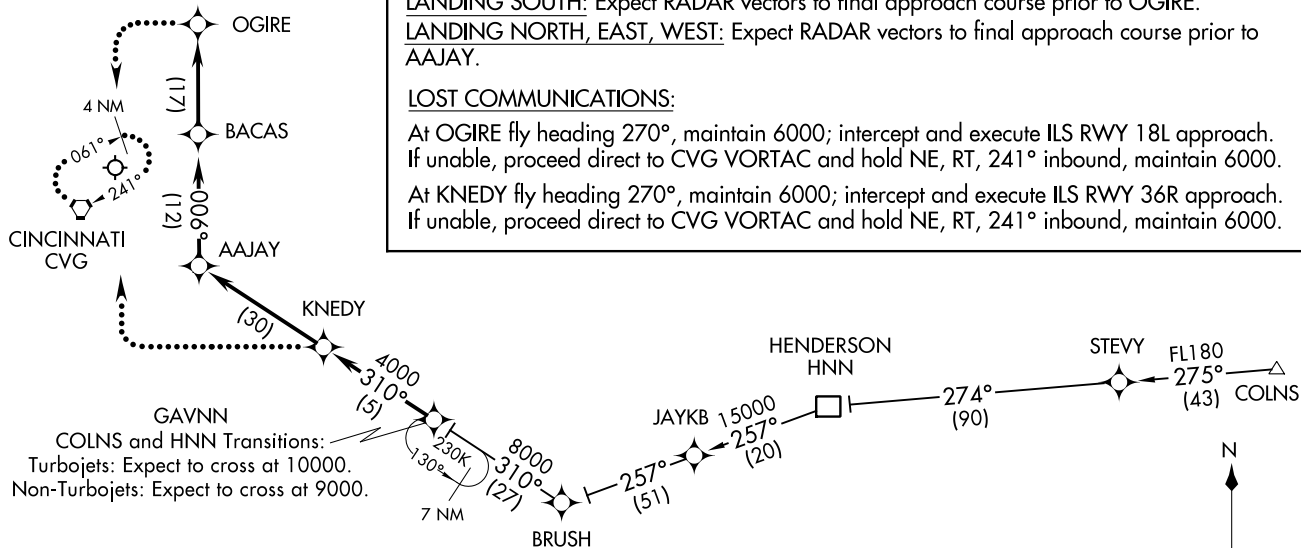 LANDING SOUTH: Expect RADAR vectors to final approach course prior to OGIRE.
LANDING NORTH, EAST, WEST: Expect RADAR vectors to final approach course prior to
AAJAY.
LOST COMMUNICATIONS:
At OGIRE fly heading 270°, maintain 6000; intercept and execute ILS RWY 18L approach.
If unable, proceed direct to CVG VORTAC and hold NE, RT, 241° inbound, maintain 6000.
At KNEDY fly heading 270°, maintain 6000; intercept and execute ILS RWY 36R approach.
If unable, proceed direct to CVG VORTAC and hold NE, RT, 241° inbound, maintain 6000.
OGIRE
(17)
4 NM
BACAS
061°
241°
CINCINNATI
CVG
006°
(12)
AAJAY
(30)
KNEDY
4000
310°
(5)
GAVNN
COLNS and HNN Transitions:
Turbojets: Expect to cross at 10000.
Non-Turbojets: Expect to cross at 9000.
230K
130°
7 NM
8000
310°
(27)
BRUSH
257°
(51)
JAYKB
15000
257°
(20)
HENDERSON
HNN
274°
(90)
STEVY
FL180
275°
(43)
COLNS
N